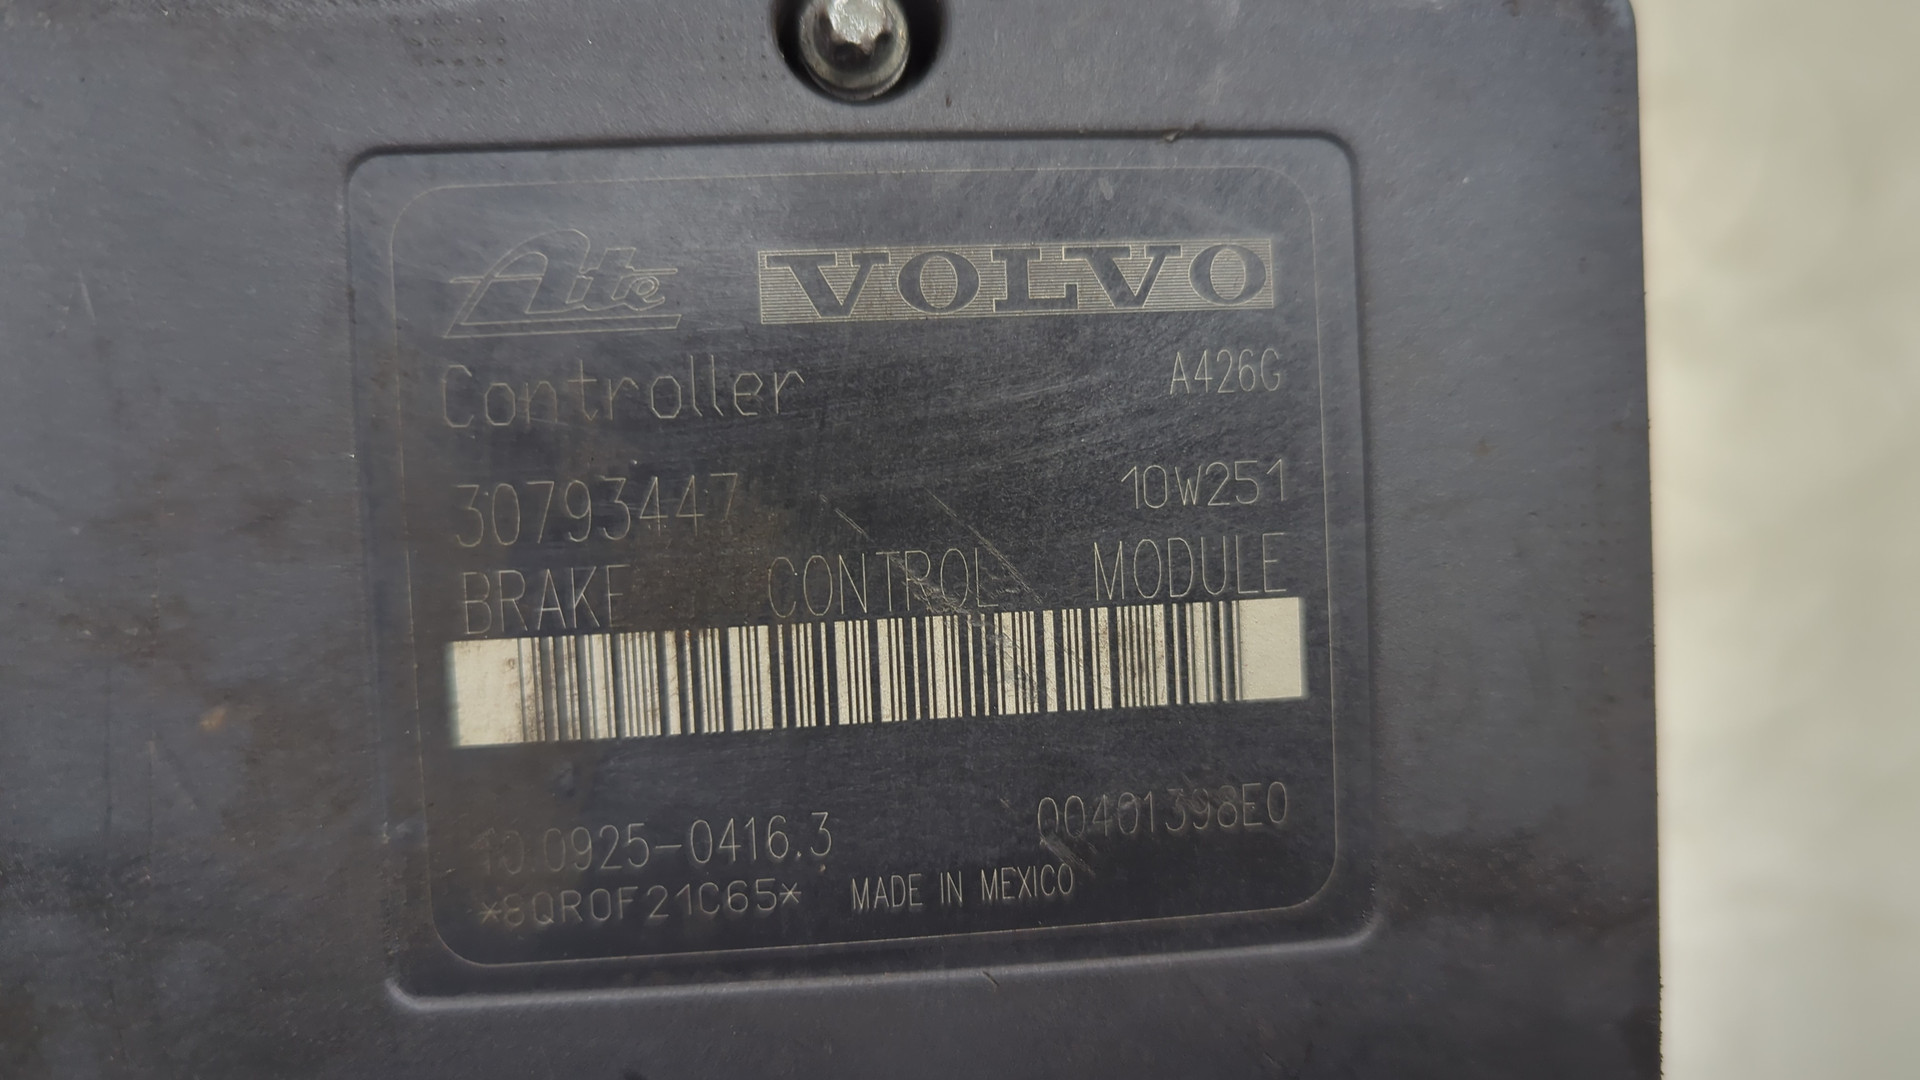 Ate VOLVO
Controller A426G
30793447 10W251
BRAKE CONTROL MODULE
10.0925-0416.3 00401398E0
*8QR0F21C65* MADE IN MEXICO